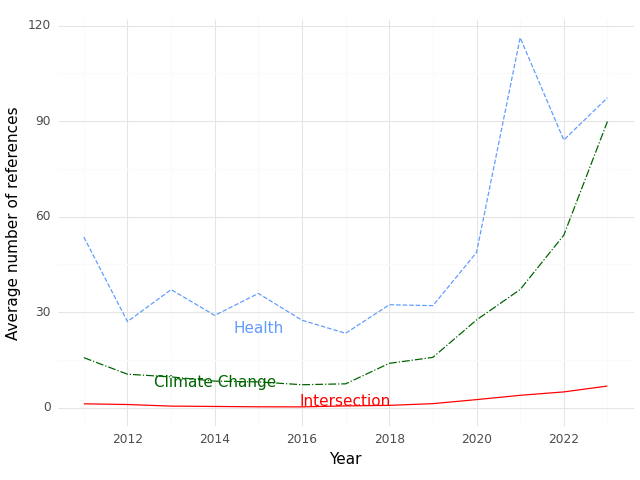 120
90
60
30
0
Average number of references
Health
Climate Change
Intersection
2012 2014 2016 2018 2020 2022
Year